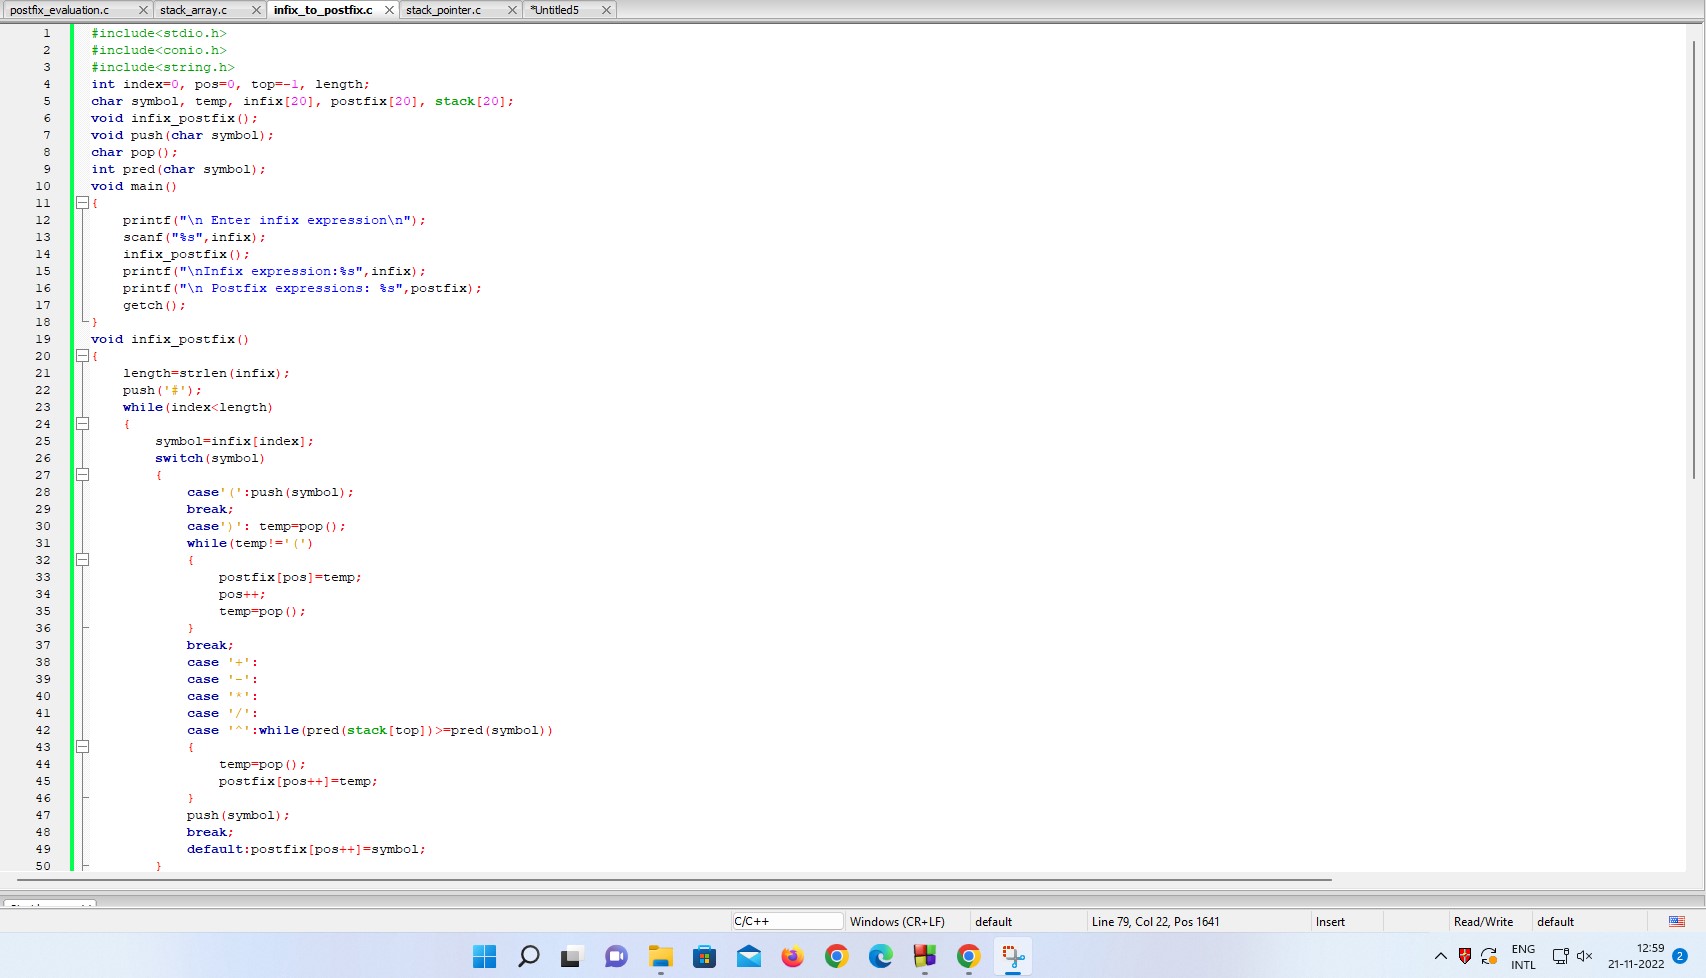 postfix_evaluation.c stack_array.c infix_to_postfix.c stack_pointer.c *Untitled5
1 #include<stdio.h>
2 #include<conio.h>
3 #include<string.h>
4 int index=0, pos=0, top=-1, length;
5 char symbol, temp, infix[20], postfix[20], stack[20];
6 void infix_postfix();
7 void push(char symbol);
8 char pop();
9 int pred(char symbol);
10 void main()
11 {
12 printf("\n Enter infix expression\n");
13 scanf("%s",infix);
14 infix_postfix();
15 printf("\nInfix expression:%s",infix);
16 printf("\n Postfix expressions: %s",postfix);
17 getch();
18 }
19 void infix_postfix()
20 {
21 length=strlen(infix);
22 push('#');
23 while(index<length)
24 {
25 symbol=infix[index];
26 switch(symbol)
27 {
28 case'(':push(symbol);
29 break;
30 case')': temp=pop();
31 while(temp!='(')
32 {
33 postfix[pos]=temp;
34 pos++;
35 temp=pop();
36 }
37 break;
38 case '+':
39 case '-':
40 case '*':
41 case '/':
42 case '^':while(pred(stack[top])>=pred(symbol))
43 {
44 temp=pop();
45 postfix[pos++]=temp;
46 }
47 push(symbol);
48 break;
49 default:postfix[pos++]=symbol;
50 }
C/C++ Windows (CR+LF) default Line 79, Col 22, Pos 1641 Insert Read/Write default
ENG INTL 12:59 21-11-2022 2